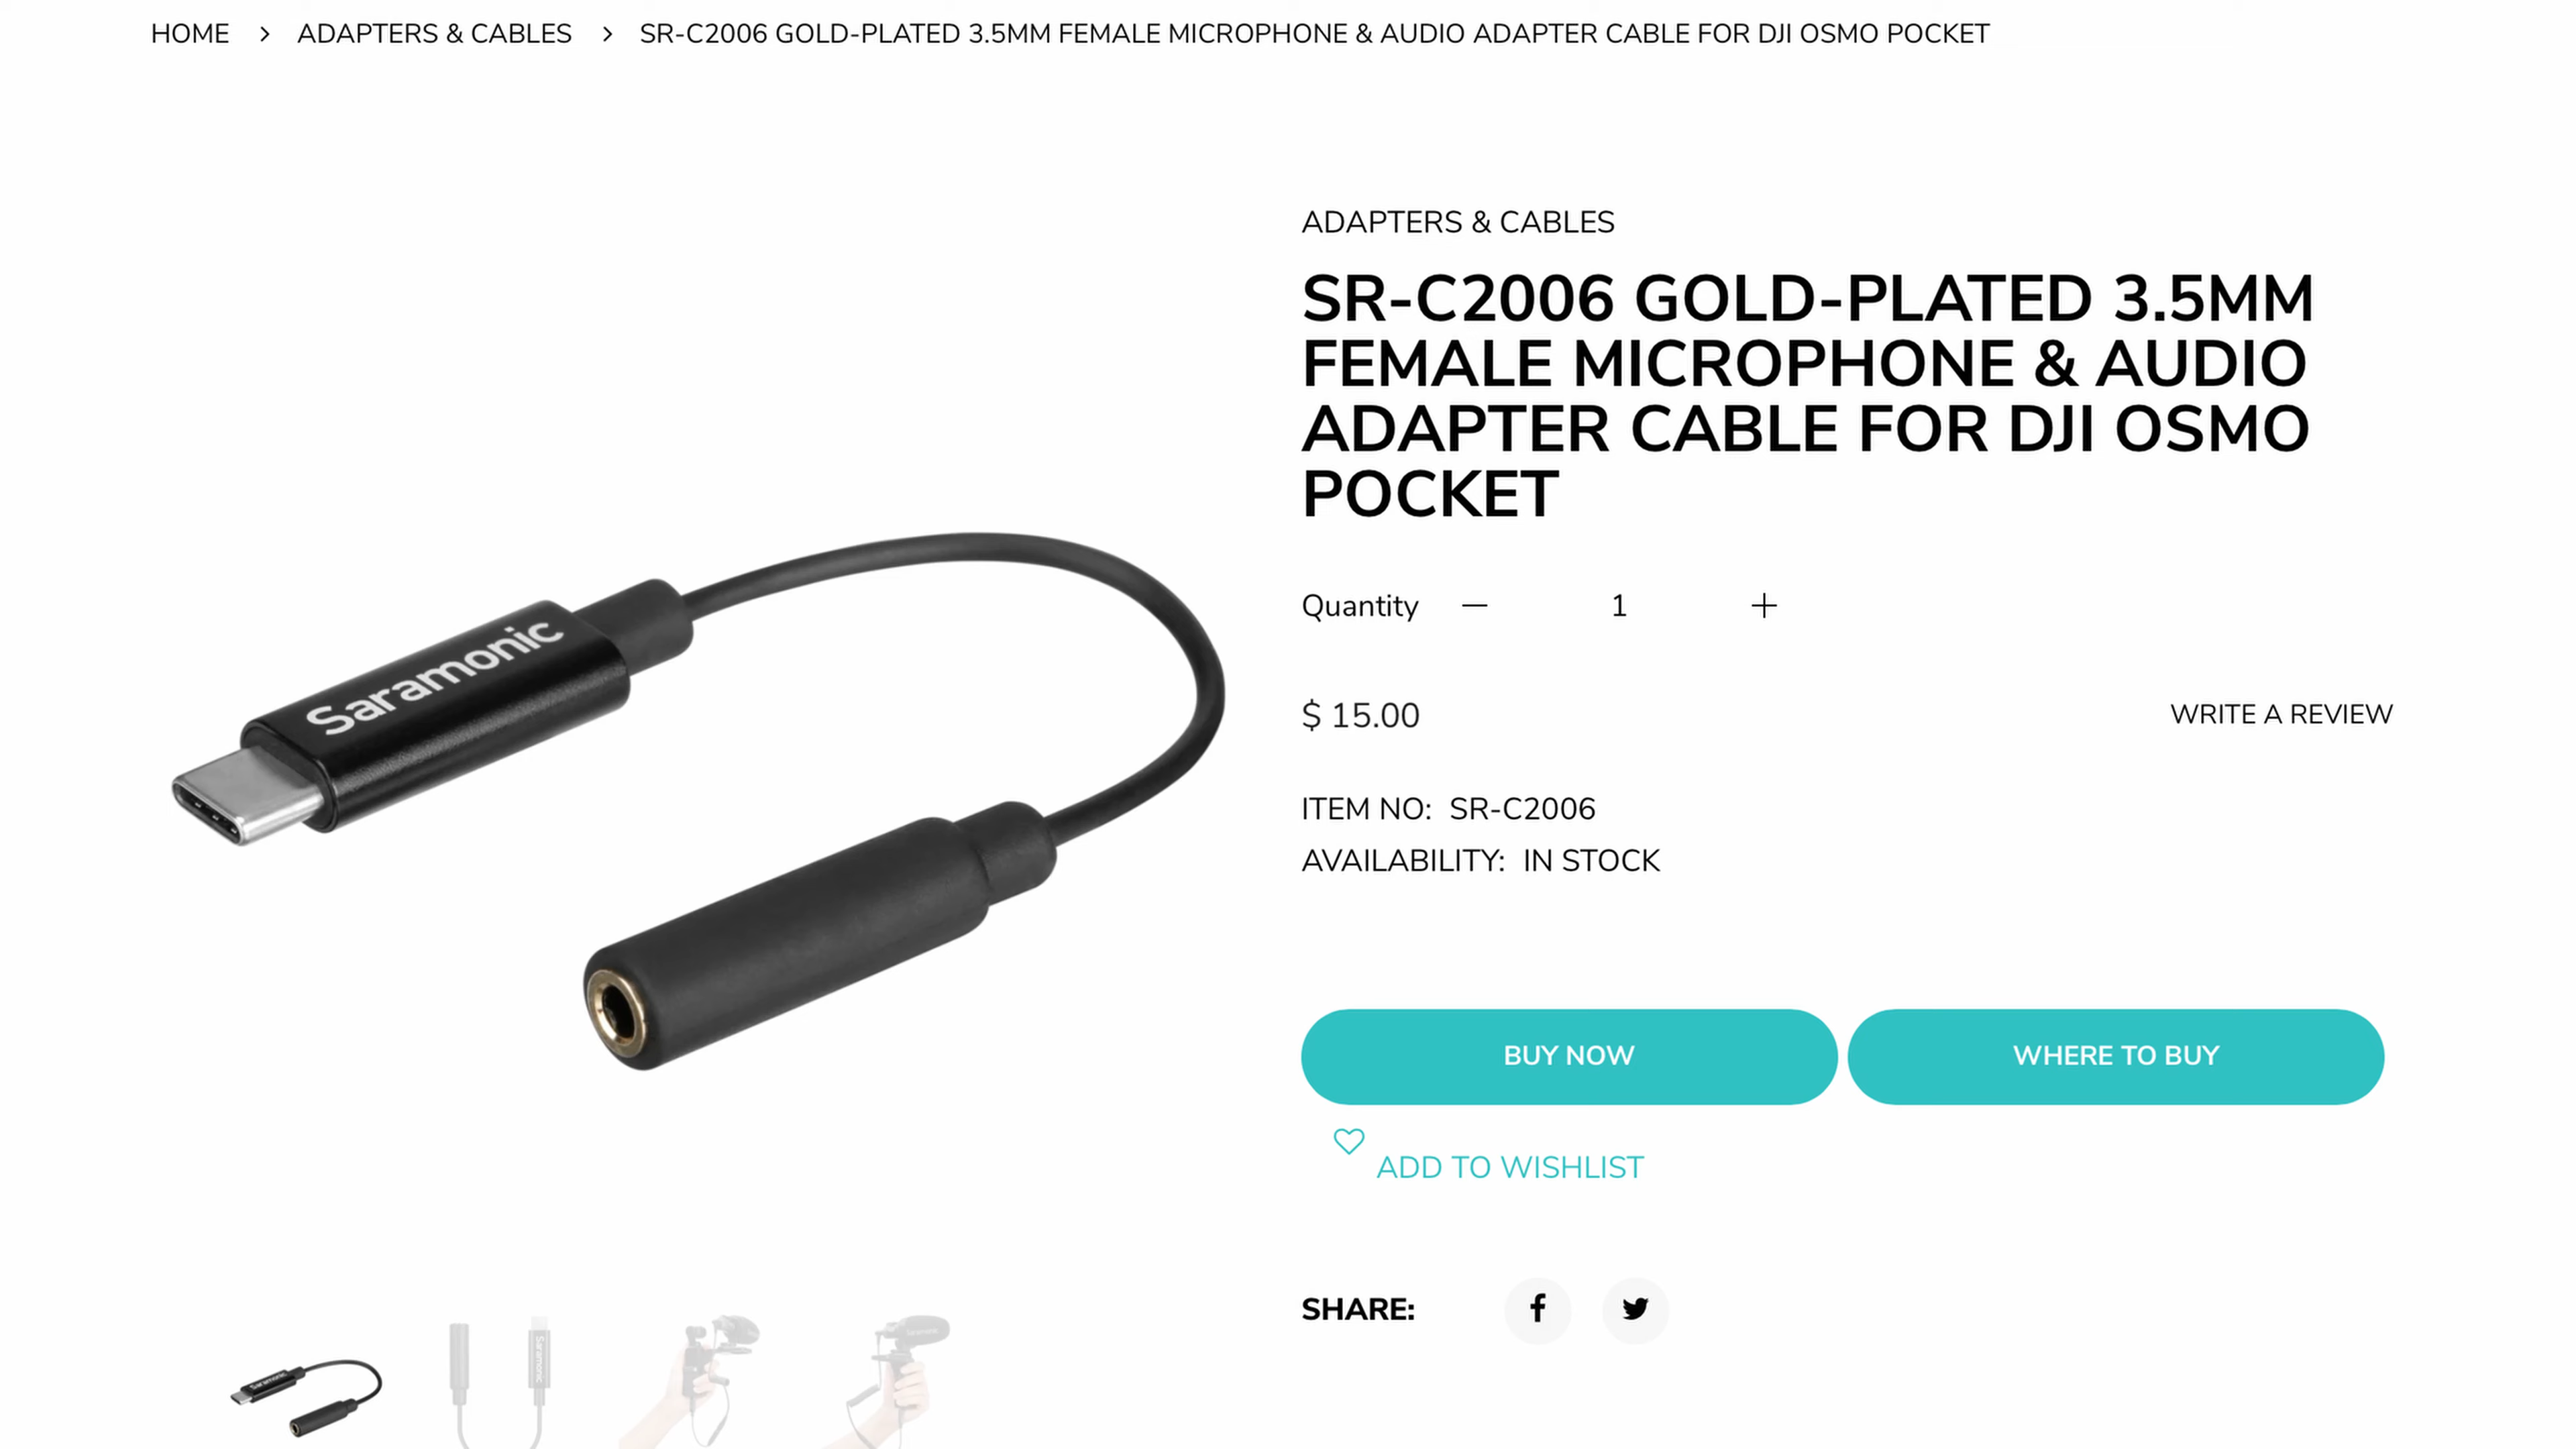 HOME > ADAPTERS & CABLES > SR-C2006 GOLD-PLATED 3.5MM FEMALE MICROPHONE & AUDIO ADAPTER CABLE FOR DJI OSMO POCKET
ADAPTERS & CABLES
SR-C2006 GOLD-PLATED 3.5MM
FEMALE MICROPHONE & AUDIO
ADAPTER CABLE FOR DJI OSMO
POCKET
Quantity — 1 +
Saramonic
$ 15.00 WRITE A REVIEW
ITEM NO: SR-C2006
AVAILABILITY: IN STOCK
BUY NOW WHERE TO BUY
ADD TO WISHLIST
SHARE:
Saramonic
Saramonic